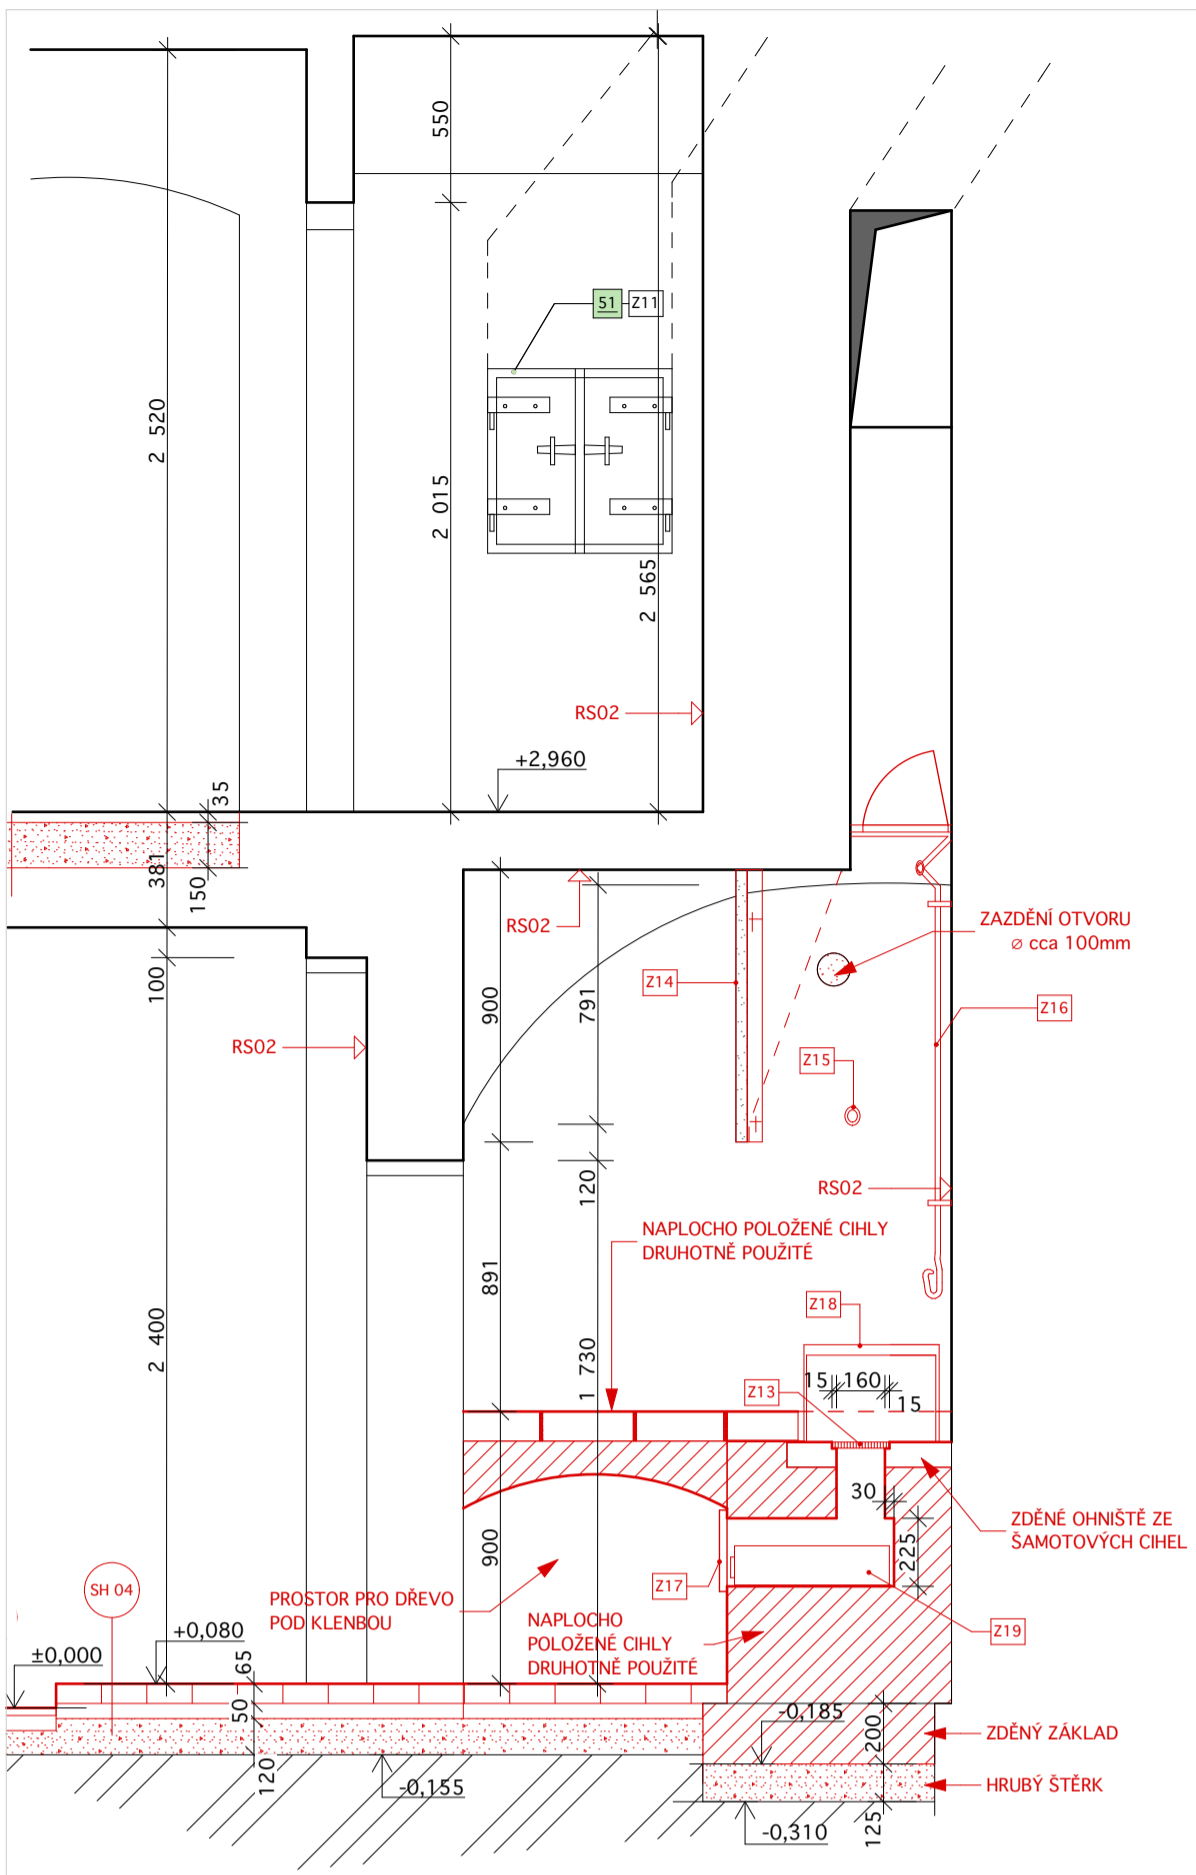 550
51
Z11
2 520
2 015
2 565
RS02
+2,960
35
381
150
RS02
ZAZDĚNÍ OTVORU
⌀ cca 100mm
100
900
791
Z14
Z16
RS02
Z15
120
RS02
NAPLOCHO POLOŽENÉ CIHLY
DRUHOTNĚ POUŽITÉ
891
Z18
2 400
1 730
15
160
15
Z13
30
ZDĚNÉ OHNIŠTĚ ZE
ŠAMOTOVÝCH CIHEL
900
225
SH 04
PROSTOR PRO DŘEVO
POD KLENBOU
Z17
NAPLOCHO
POLOŽENÉ CIHLY
DRUHOTNĚ POUŽITÉ
Z19
+0,080
±0,000
65
50
-0,185
200
ZDĚNÝ ZÁKLAD
120
-0,155
HRUBÝ ŠTĚRK
-0,310
125